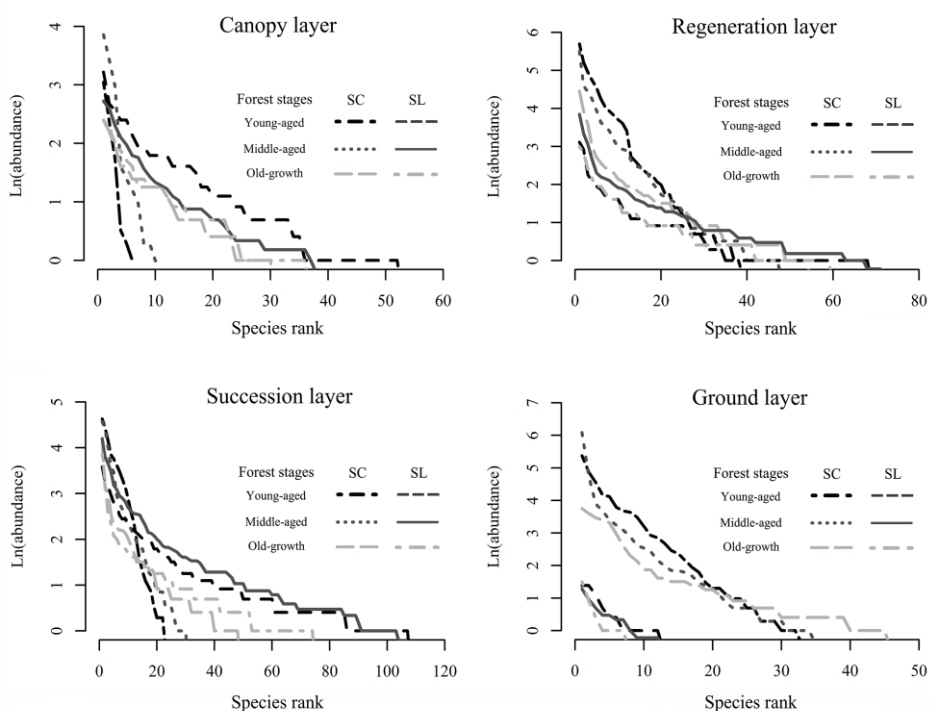 Canopy layer
Ln(abundance)
4
3
2
1
0
Forest stages SC SL
Young-aged
Middle-aged
Old-growth
0 10 20 30 40 50 60
Species rank
Regeneration layer
Ln(abundance)
6
5
4
3
2
1
0
Forest stages SC SL
Young-aged
Middle-aged
Old-growth
0 20 40 60 80
Species rank
Succession layer
Ln(abundance)
5
4
3
2
1
0
Forest stages SC SL
Young-aged
Middle-aged
Old-growth
0 20 40 60 80 100 120
Species rank
Ground layer
Ln(abundance)
7
6
5
4
3
2
1
0
Forest stages SC SL
Young-aged
Middle-aged
Old-growth
0 10 20 30 40 50
Species rank